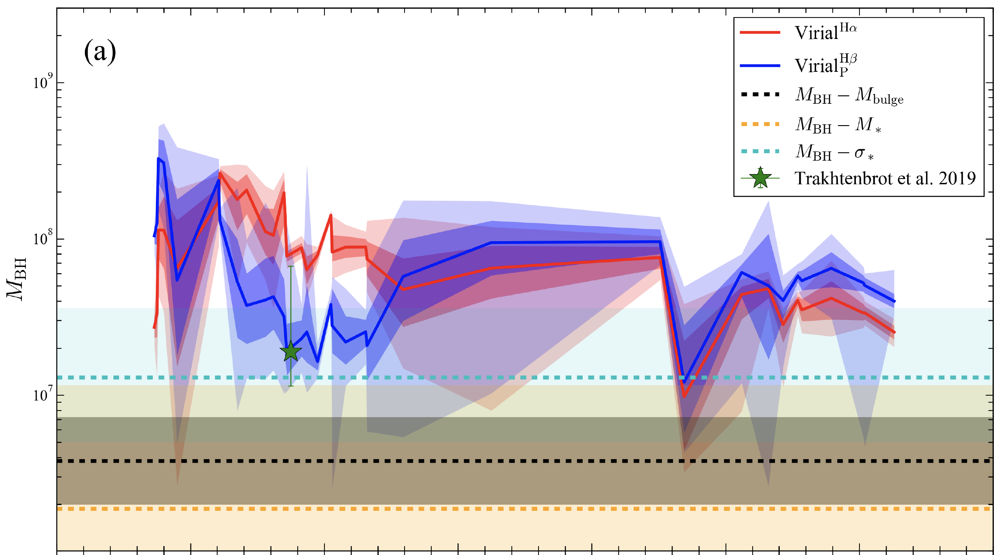 (a)
Virial^Hα
Virial_P^Hβ
M_BH − M_bulge
M_BH − M_*
M_BH − σ_*
Trakhtenbrot et al. 2019
10^9
10^8
10^7
M_BH